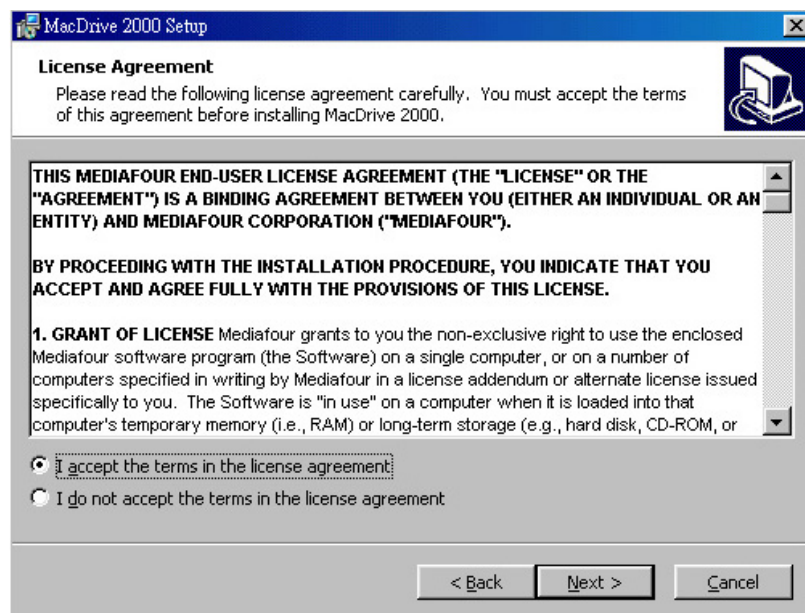 MacDrive 2000 Setup
License Agreement
Please read the following license agreement carefully. You must accept the terms
of this agreement before installing MacDrive 2000.
THIS MEDIAFOUR END-USER LICENSE AGREEMENT (THE "LICENSE" OR THE
"AGREEMENT") IS A BINDING AGREEMENT BETWEEN YOU (EITHER AN INDIVIDUAL OR AN
ENTITY) AND MEDIAFOUR CORPORATION ("MEDIAFOUR").
BY PROCEEDING WITH THE INSTALLATION PROCEDURE, YOU INDICATE THAT YOU
ACCEPT AND AGREE FULLY WITH THE PROVISIONS OF THIS LICENSE.
1. GRANT OF LICENSE Mediafour grants to you the non-exclusive right to use the enclosed
Mediafour software program (the Software) on a single computer, or on a number of
computers specified in writing by Mediafour in a license addendum or alternate license issued
specifically to you. The Software is "in use" on a computer when it is loaded into that
computer's temporary memory (i.e., RAM) or long-term storage (e.g., hard disk, CD-ROM, or
I accept the terms in the license agreement
I do not accept the terms in the license agreement
< Back
Next >
Cancel